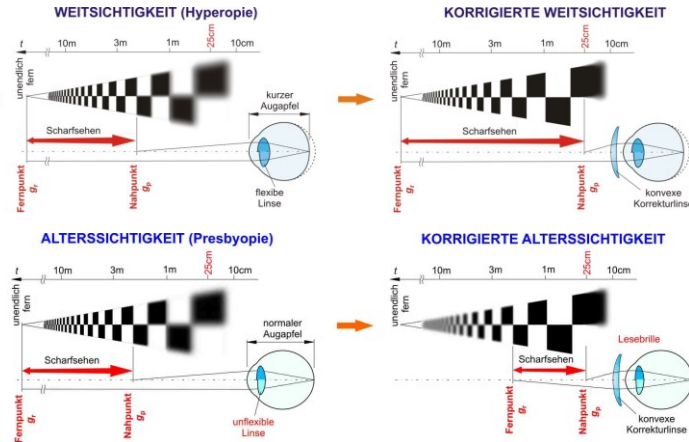 WEITSICHTIGKEIT (Hyperopie)
t 10m 3m 1m 25cm 10cm
unendlich
fern
kurzer
Augapfel
Scharfsehen
flexibe
Linse
Fernpunkt
gr
Nahpunkt
gp
KORRIGIERTE WEITSICHTIGKEIT
t 10m 3m 1m 25cm 10cm
unendlich
fern
Scharfsehen
konvexe
Korrekturlinse
Fernpunkt
gr
Nahpunkt
gp
ALTERSSICHTIGKEIT (Presbyopie)
t 10m 3m 1m 25cm 10cm
unendlich
fern
normaler
Augapfel
Scharfsehen
unflexible
Linse
Fernpunkt
gr
Nahpunkt
gp
KORRIGIERTE ALTERSSICHTIGKEIT
t 10m 3m 1m 25cm 10cm
unendlich
fern
Lesebrille
Scharfsehen
konvexe
Korrekturlinse
Fernpunkt
gr
Nahpunkt
gp